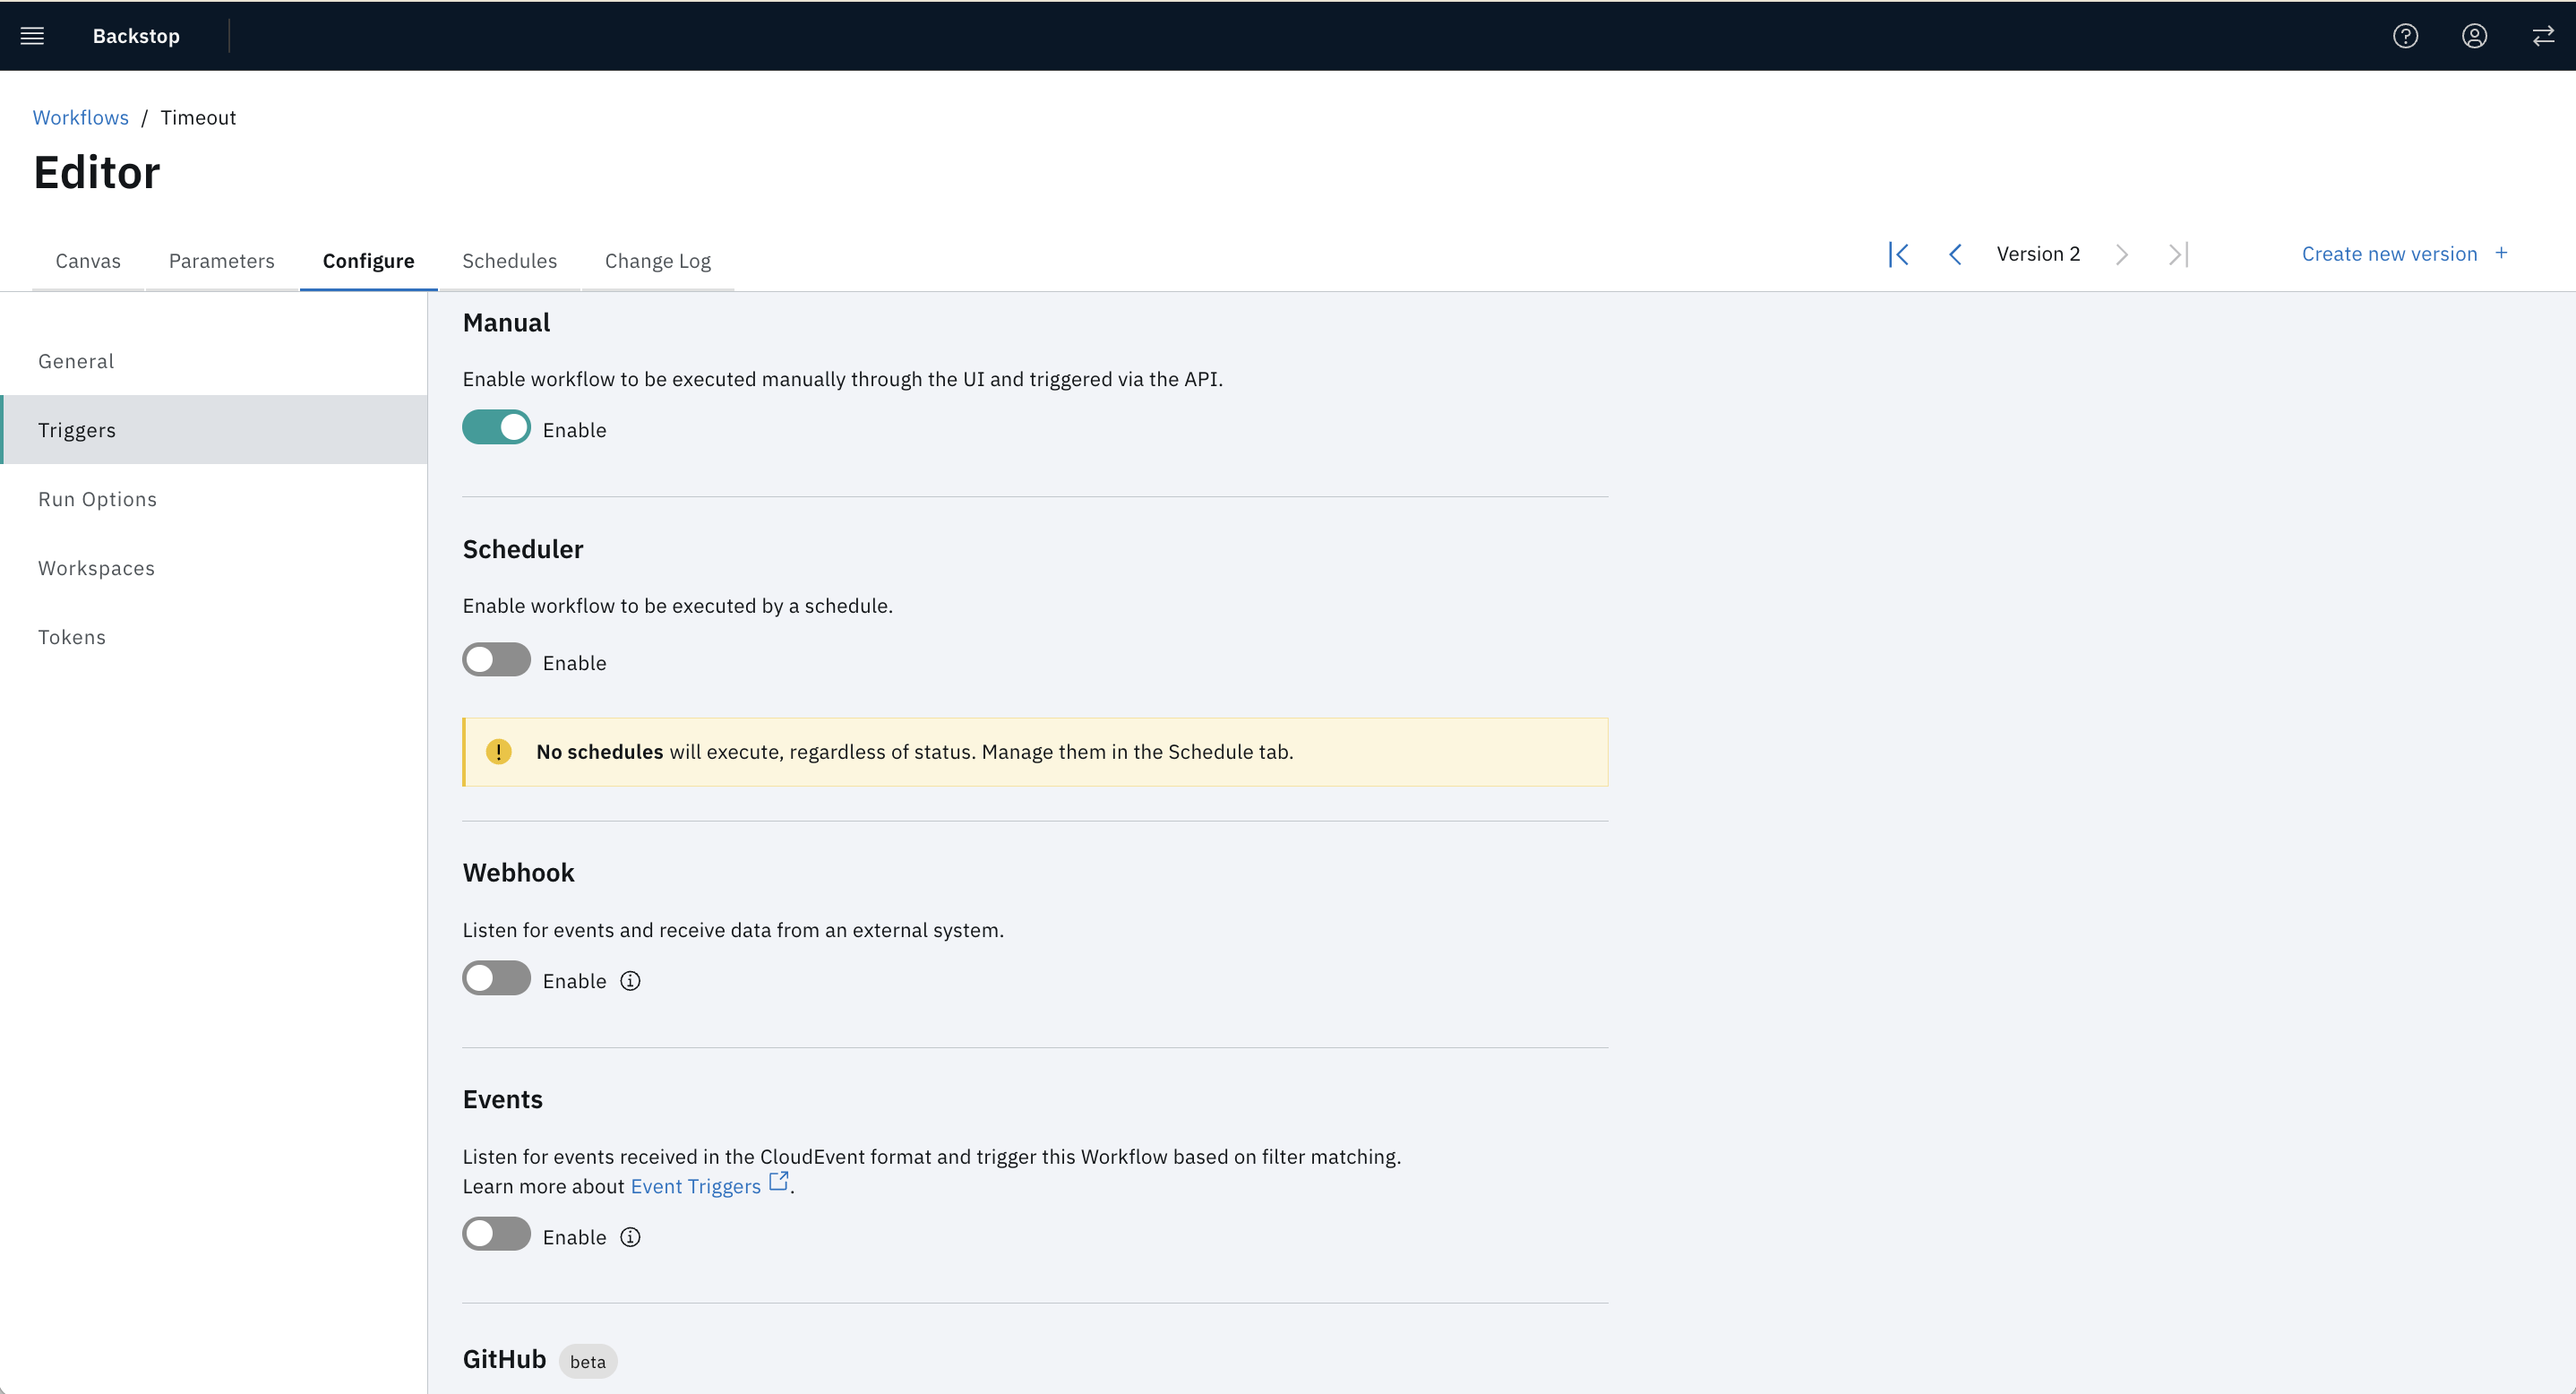 Backstop
Workflows / Timeout
Editor
Canvas Parameters Configure Schedules Change Log Version 2 Create new version +
General
Triggers
Run Options
Workspaces
Tokens
Manual
Enable workflow to be executed manually through the UI and triggered via the API.
Enable
Scheduler
Enable workflow to be executed by a schedule.
Enable
No schedules will execute, regardless of status. Manage them in the Schedule tab.
Webhook
Listen for events and receive data from an external system.
Enable
Events
Listen for events received in the CloudEvent format and trigger this Workflow based on filter matching.
Learn more about Event Triggers.
Enable
GitHub beta